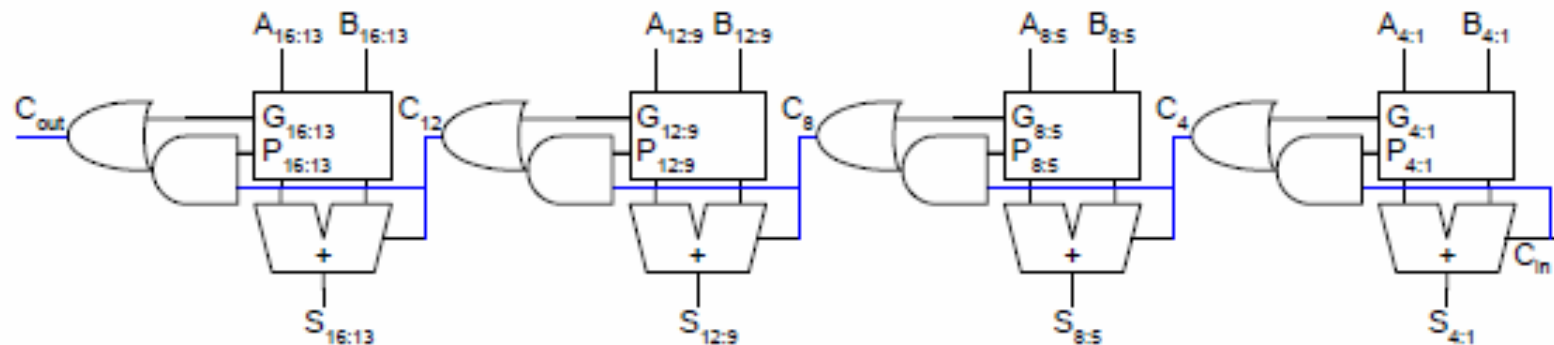 A16:13 B16:13 A12:9 B12:9 A8:5 B8:5 A4:1 B4:1
Cout G16:13 C12 G12:9 C8 G8:5 C4 G4:1
P16:13 P12:9 P8:5 P4:1
+ + + + Cin
S16:13 S12:9 S8:5 S4:1